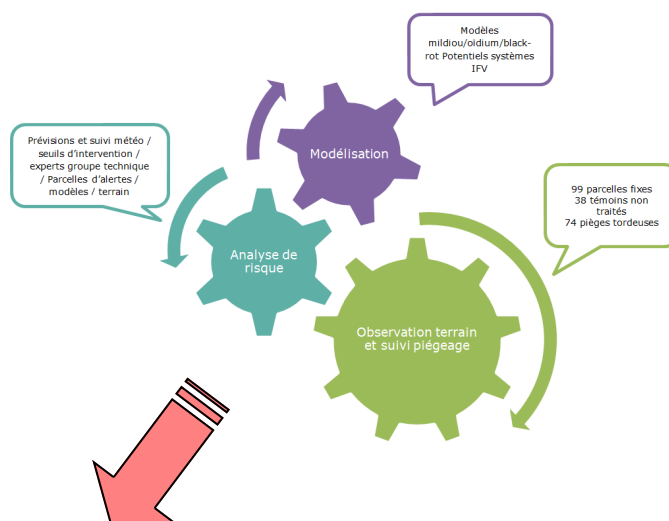 Modèles
mildiou/oidium/black-
rot Potentiels systèmes
IFV
Modélisation
Prévisions et suivi météo /
seuils d'intervention /
experts groupe technique
/ Parcelles d'alertes /
modèles / terrain
99 parcelles fixes
38 témoins non
traités
74 pièges tordeuses
Analyse de
risque
Observation terrain
et suivi piégeage